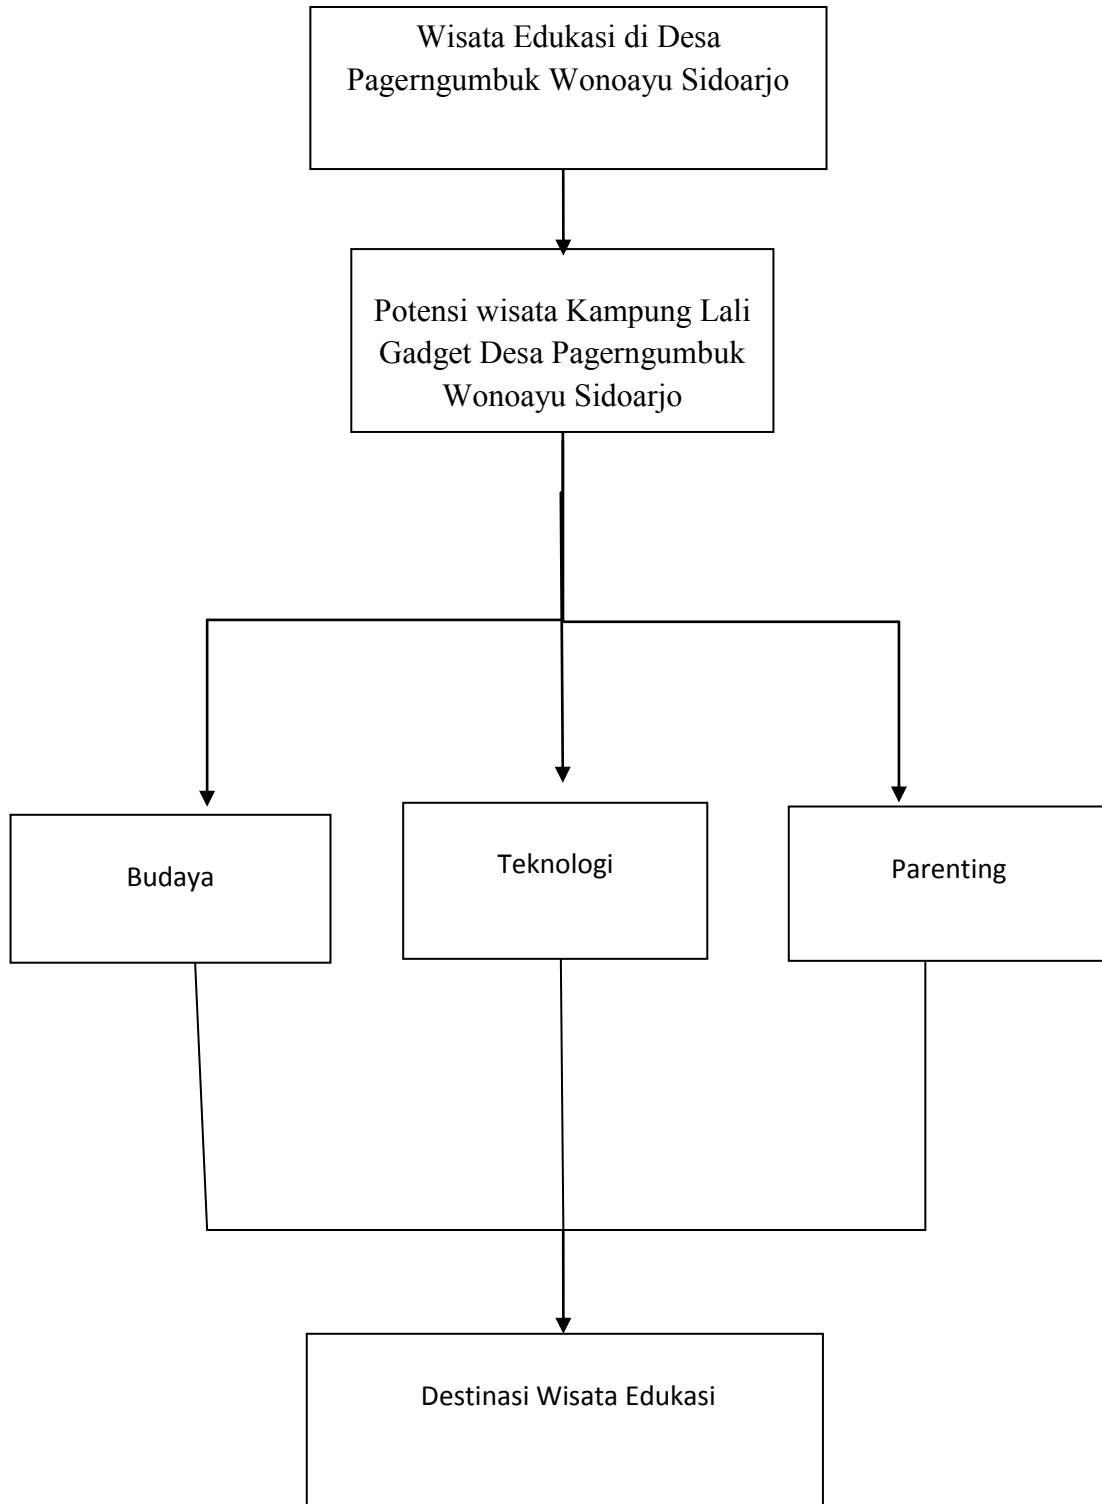 Wisata Edukasi di Desa
Pagerngumbuk Wonoayu Sidoarjo
Potensi wisata Kampung Lali
Gadget Desa Pagerngumbuk
Wonoayu Sidoarjo
Budaya
Teknologi
Parenting
Destinasi Wisata Edukasi